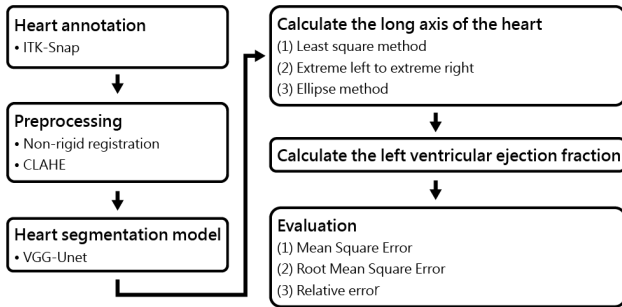 Heart annotation
• ITK-Snap
Preprocessing
• Non-rigid registration
• CLAHE
Heart segmentation model
• VGG-Unet
Calculate the long axis of the heart
(1) Least square method
(2) Extreme left to extreme right
(3) Ellipse method
Calculate the left ventricular ejection fraction
Evaluation
(1) Mean Square Error
(2) Root Mean Square Error
(3) Relative error